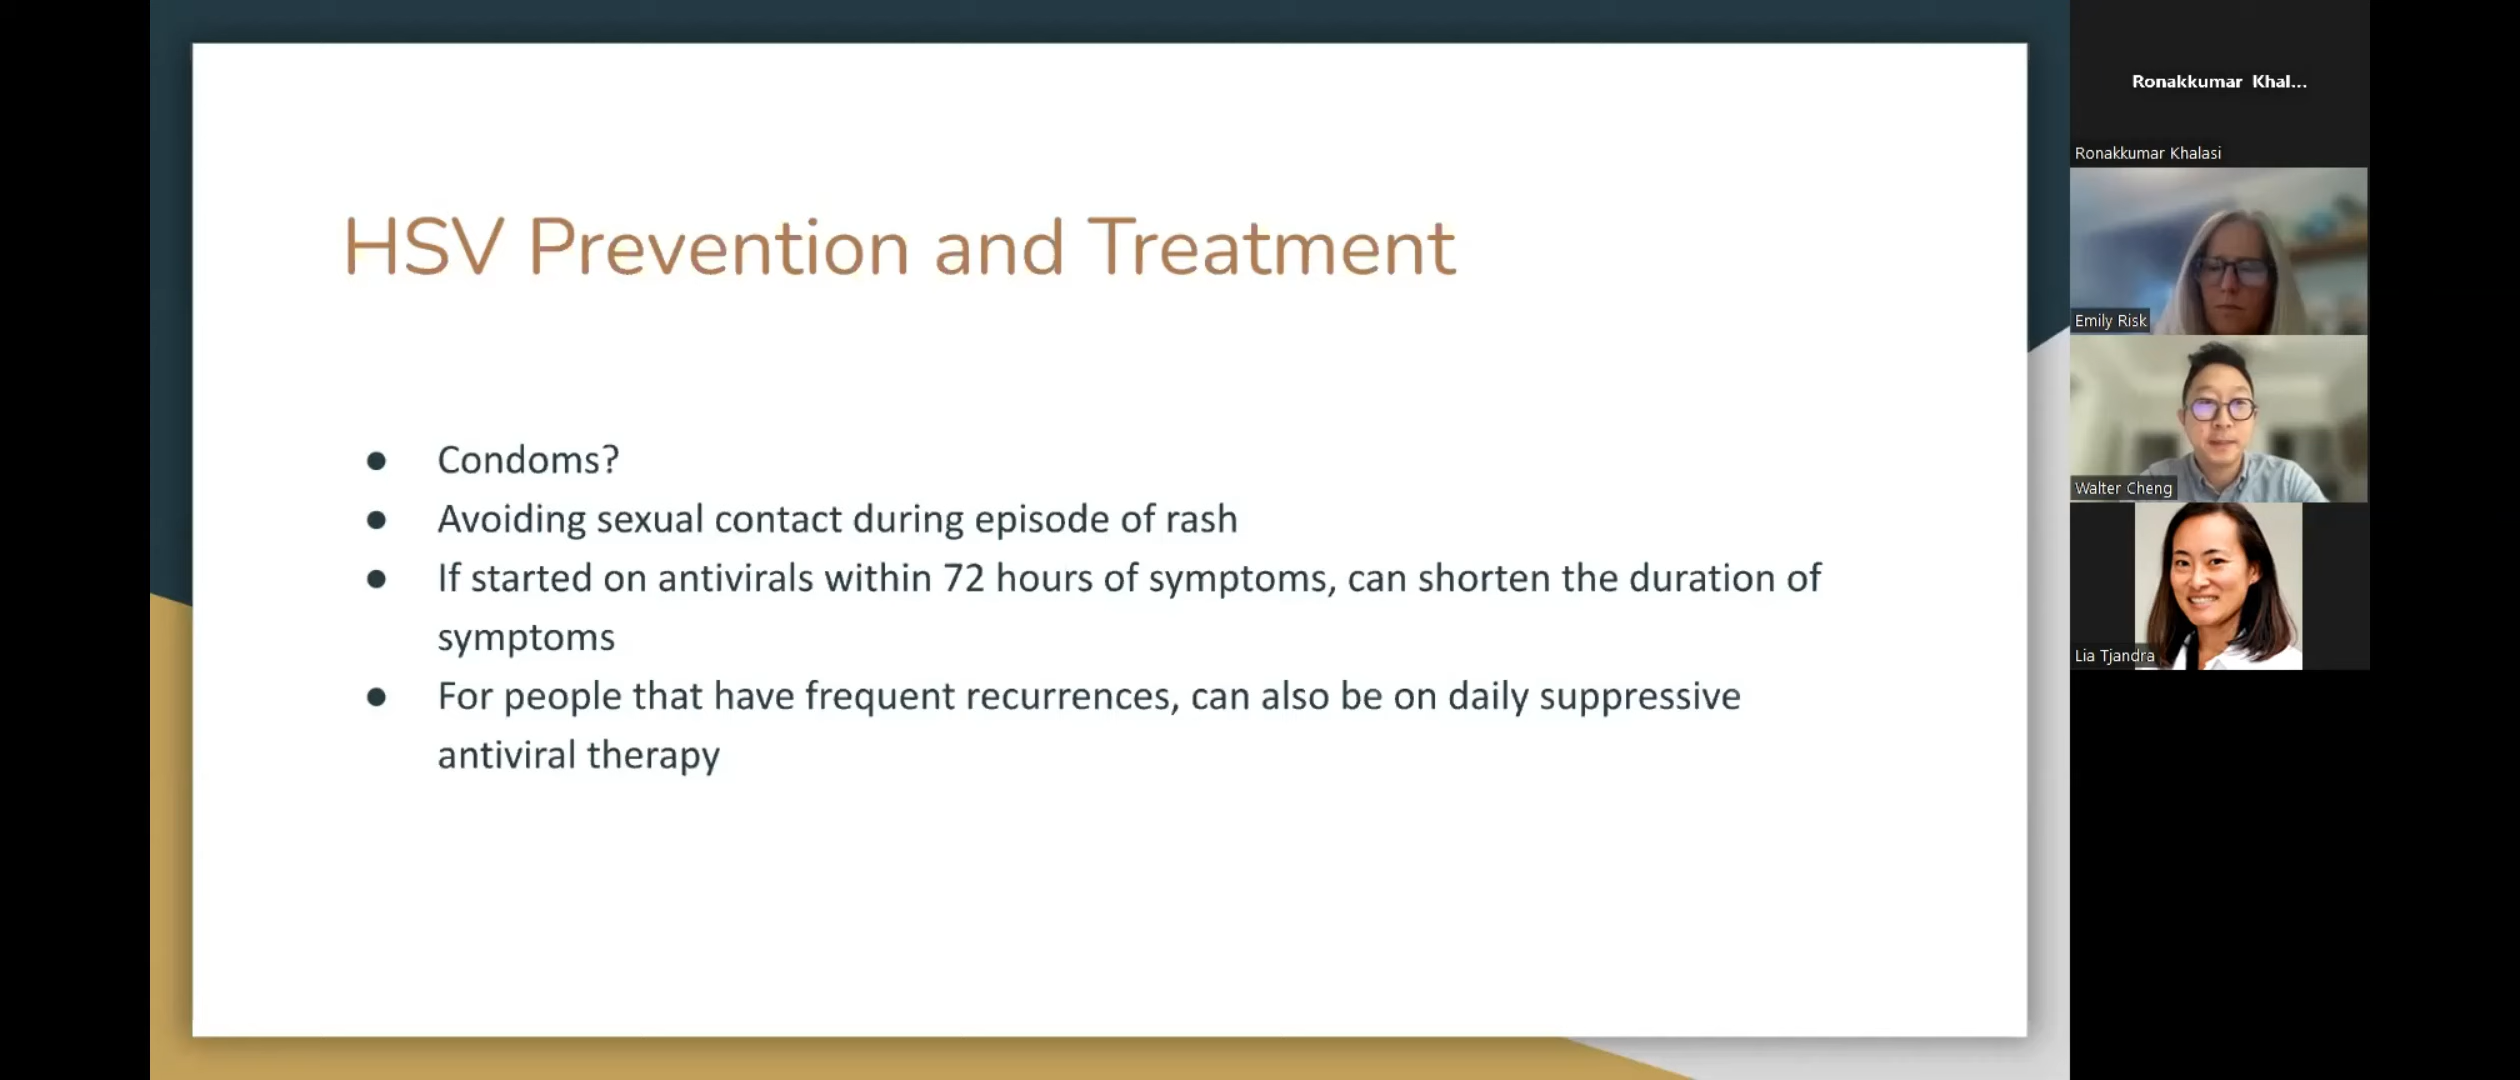 HSV Prevention and Treatment
● Condoms?
● Avoiding sexual contact during episode of rash
● If started on antivirals within 72 hours of symptoms, can shorten the duration of
symptoms
● For people that have frequent recurrences, can also be on daily suppressive
antiviral therapy
Ronakkumar Khal...
Ronakkumar Khalasi
Emily Risk
Walter Cheng
Lia Tjandra